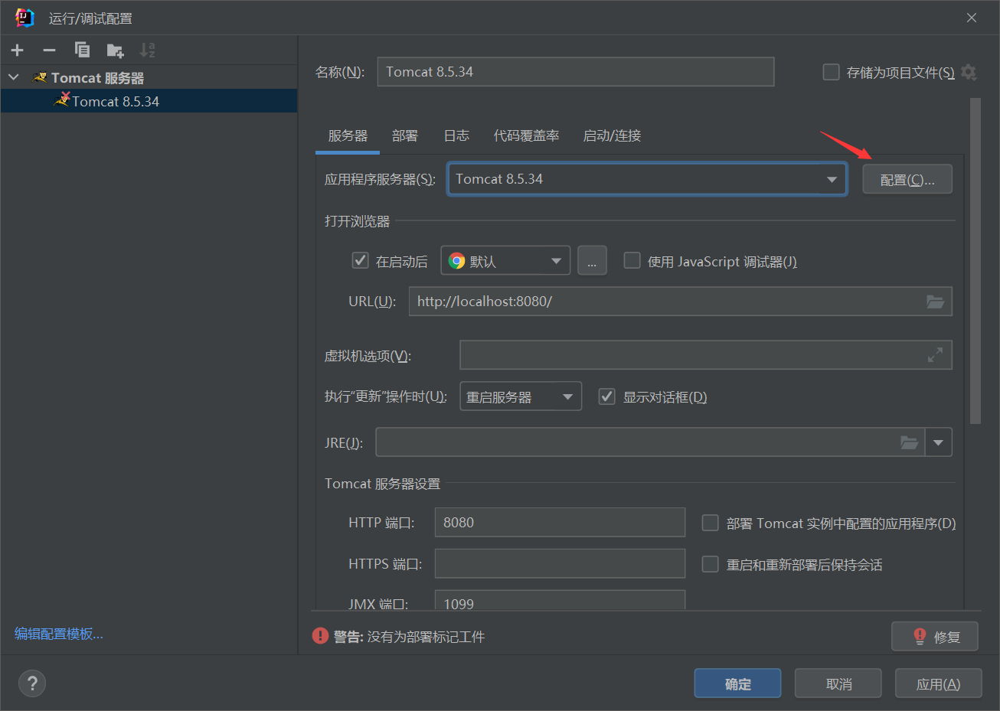 运行/调试配置
Tomcat 服务器
Tomcat 8.5.34
编辑配置模板...
名称(N):
Tomcat 8.5.34
存储为项目文件(S)
服务器 部署 日志 代码覆盖率 启动/连接
应用程序服务器(S):
Tomcat 8.5.34
配置(C)...
打开浏览器
在启动后
默认
...
使用 JavaScript 调试器(J)
URL(U):
http://localhost:8080/
虚拟机选项(V):
执行“更新”操作时(U):
重启服务器
显示对话框(D)
JRE(J):
Tomcat 服务器设置
HTTP 端口:
8080
部署 Tomcat 实例中配置的应用程序(D)
HTTPS 端口:
重启和重新部署后保持会话
JMX 端口:
1099
警告: 没有为部署标记工件
修复
?
确定
取消
应用(A)